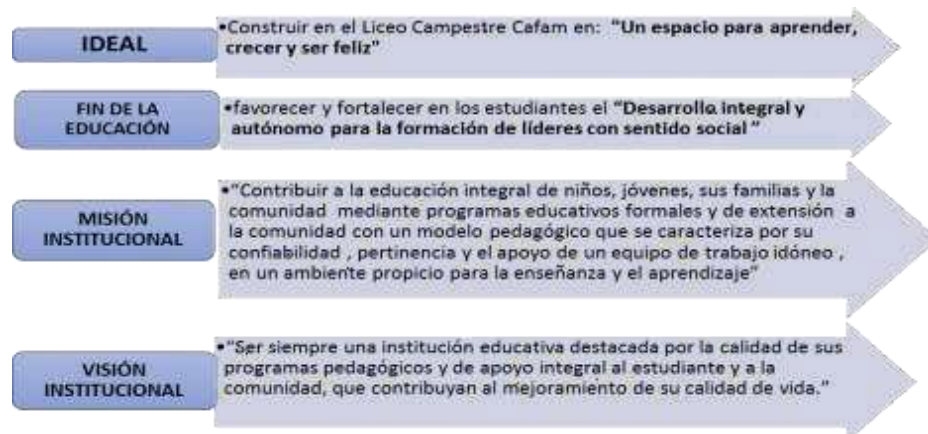 IDEAL
•Construir en el Liceo Campestre Cafam en: "Un espacio para aprender,
crecer y ser feliz"
FIN DE LA
EDUCACIÓN
•favorecer y fortalecer en los estudiantes el "Desarrollo integral y
autónomo para la formación de líderes con sentido social"
MISIÓN
INSTITUCIONAL
•"Contribuir a la educación integral de niños, jóvenes, sus familias y la
comunidad mediante programas educativos formales y de extensión a
la comunidad con un modelo pedagógico que se caracteriza por su
confiabilidad , pertinencia y el apoyo de un equipo de trabajo idóneo ,
en un ambiente propicio para la enseñanza y el aprendizaje"
VISIÓN
INSTITUCIONAL
•"Ser siempre una institución educativa destacada por la calidad de sus
programas pedagógicos y de apoyo integral al estudiante y a la
comunidad, que contribuyan al mejoramiento de su calidad de vida."